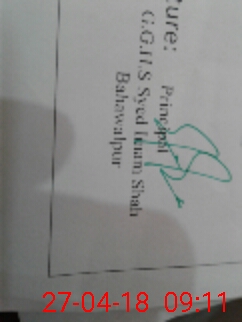 ture:
Principal
G.G.H.S Syed Imam Shah
Bahawalpur
27-04-18 09:11